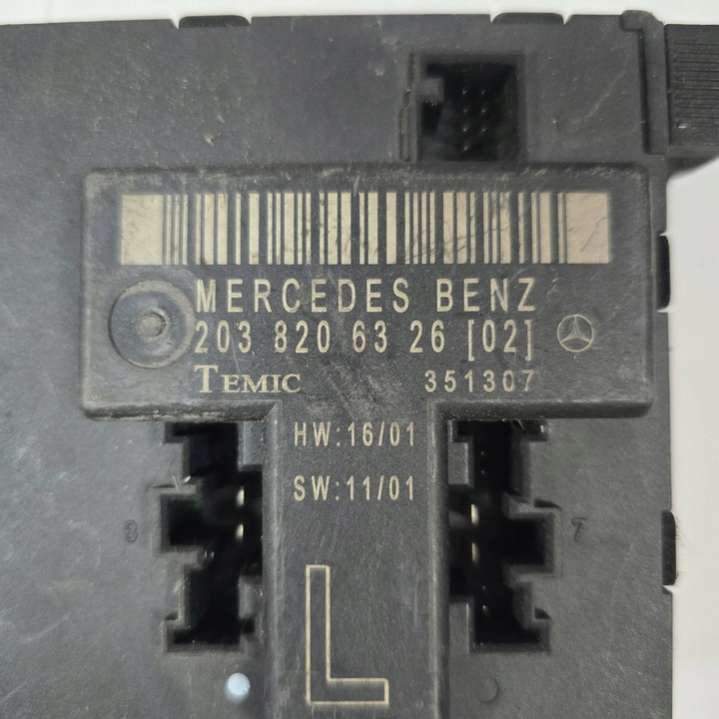 MERCEDES BENZ
203 820 63 26 [02]
TEMIC 351307
HW:16/01
SW:11/01
L